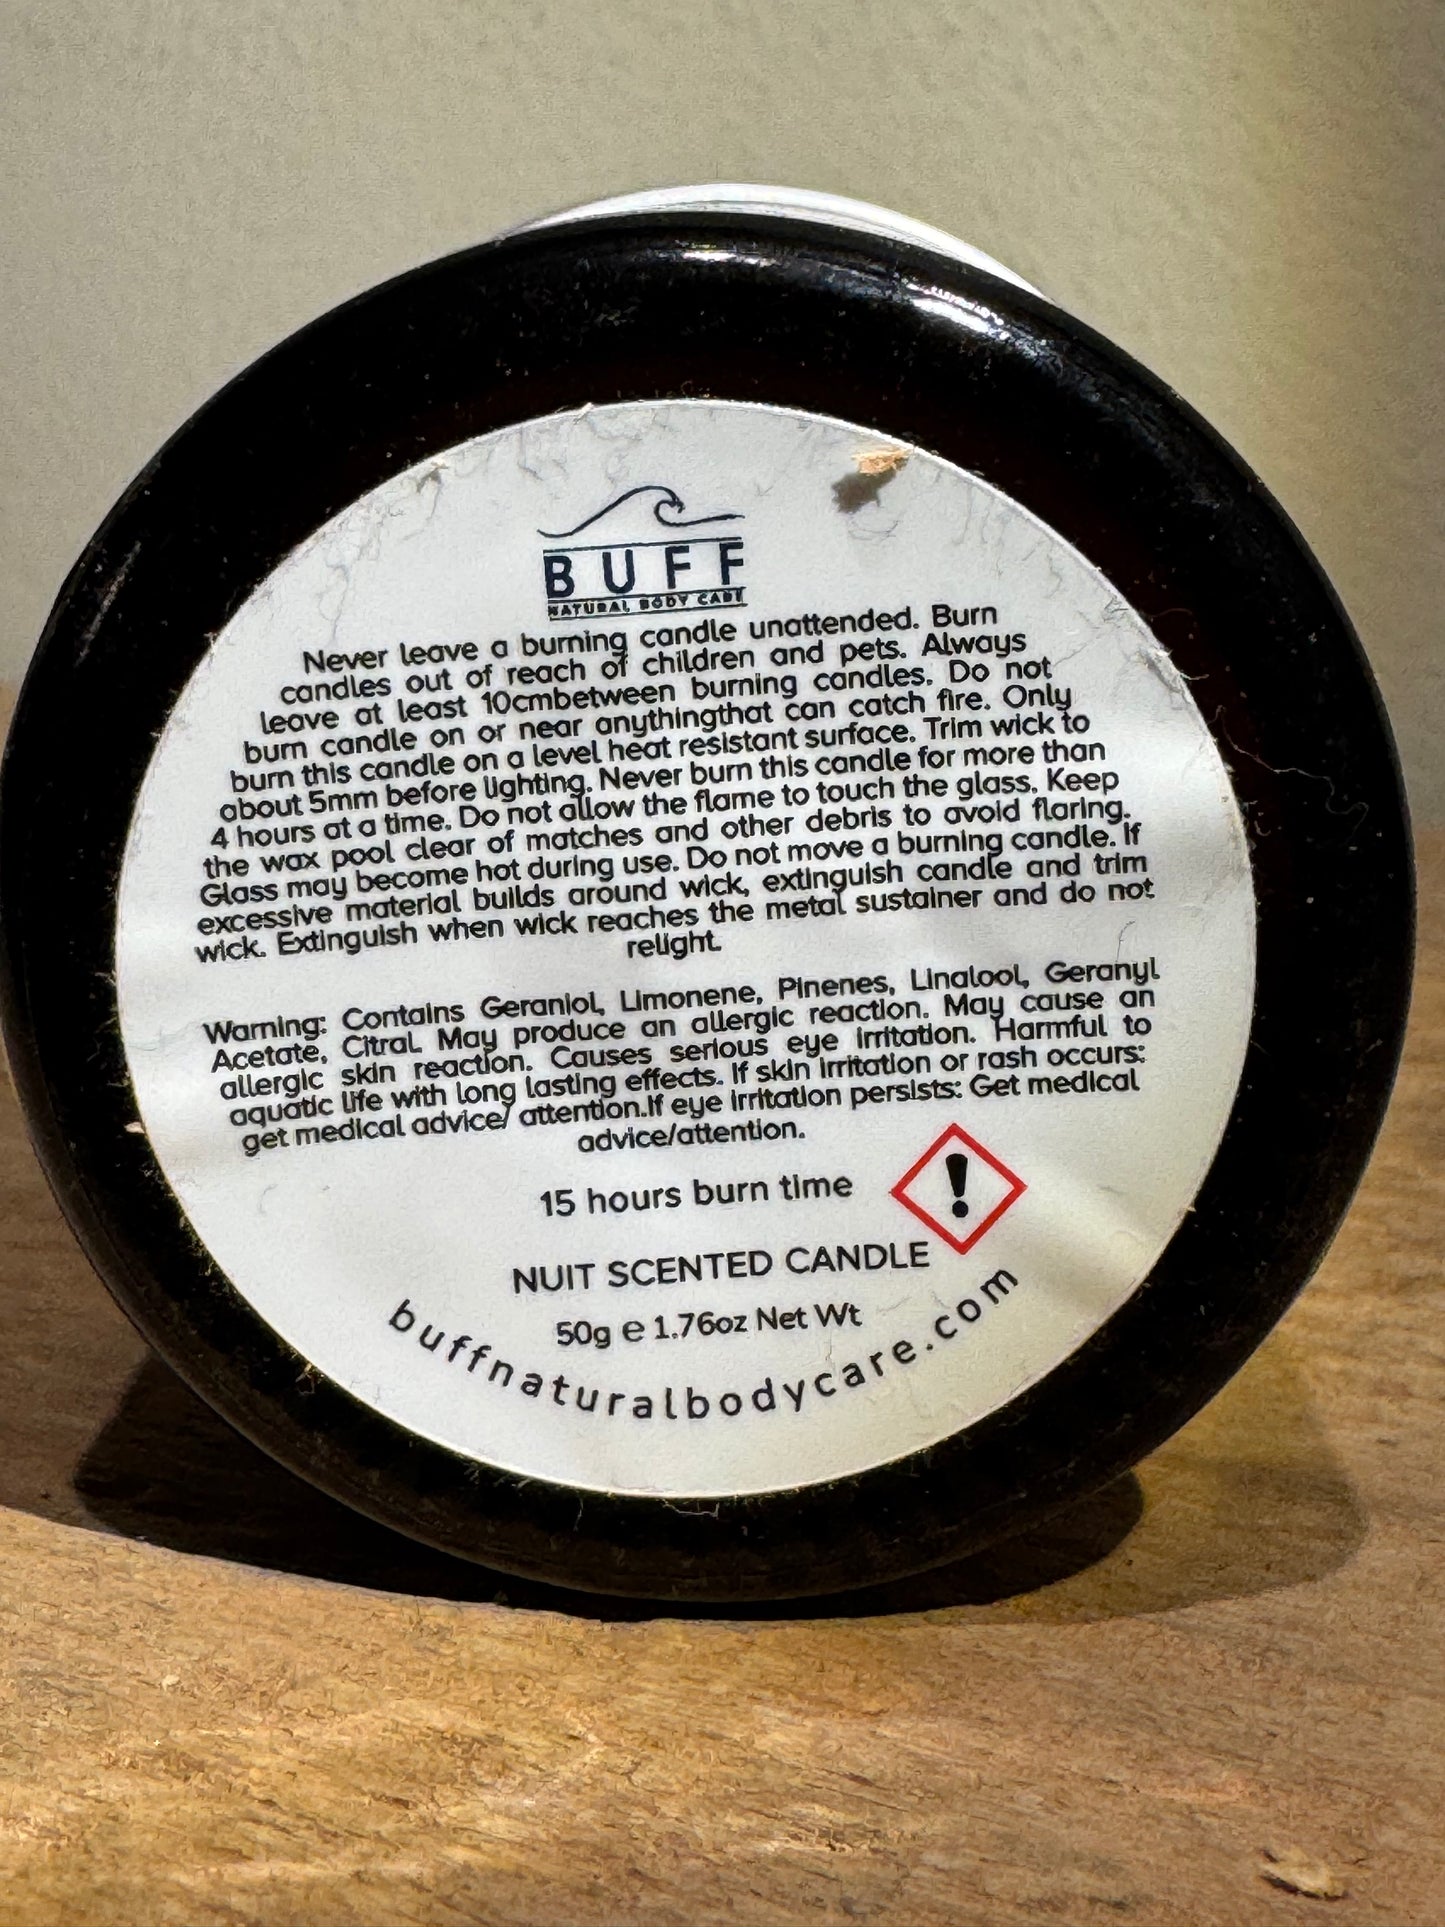 BUFF
NATURAL BODY CARE
Never leave a burning candle unattended. Burn
candles out of reach of children and pets. Always
leave at least 10cmbetween burning candles. Do not
burn candle on or near anythingthat can catch fire. Only
burn this candle on a level heat resistant surface. Trim wick to
about 5mm before lighting. Never burn this candle for more than
4 hours at a time. Do not allow the flame to touch the glass. Keep
the wax pool clear of matches and other debris to avoid flaring.
Glass may become hot during use. Do not move a burning candle. If
excessive material builds around wick, extinguish candle and trim
wick. Extinguish when wick reaches the metal sustainer and do not
relight.
Warning: Contains Geraniol, Limonene, Pinenes, Linalool, Geranyl
Acetate, Citral. May produce an allergic reaction. May cause an
allergic skin reaction. Causes serious eye irritation. Harmful to
aquatic life with long lasting effects. If skin irritation or rash occurs:
get medical advice/ attention.If eye irritation persists: Get medical
advice/attention.
15 hours burn time
NUIT SCENTED CANDLE
50g e 1.76oz Net Wt
buffnaturalbodycare.com